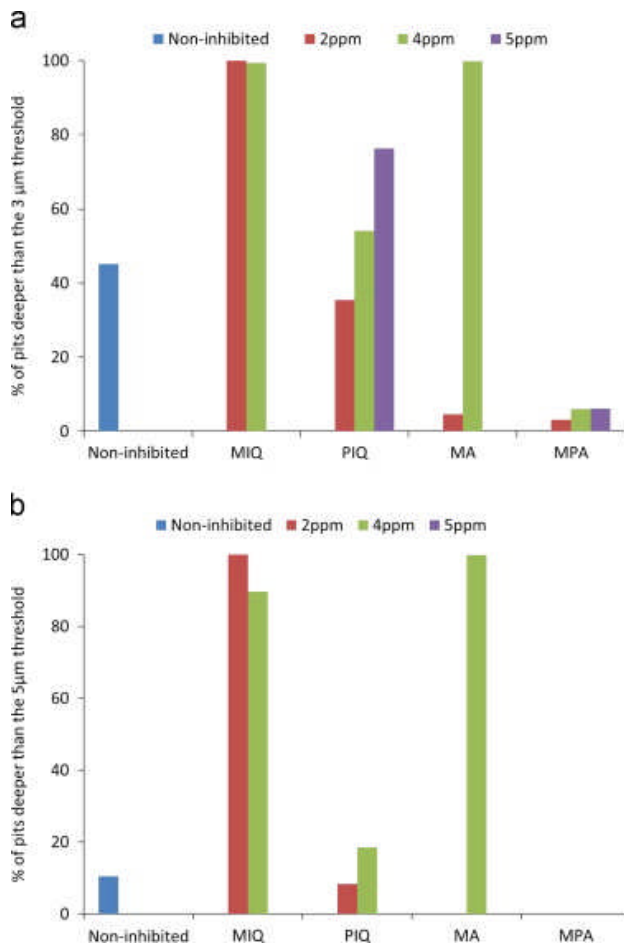 a
Non-inhibited 2ppm 4ppm 5ppm
% of pits deeper than the 3 µm threshold
100
80
60
40
20
0
Non-inhibited MIQ PIQ MA MPA
b
Non-inhibited 2ppm 4ppm 5ppm
% of pits deeper than the 5µm threshold
100
80
60
40
20
0
Non-inhibited MIQ PIQ MA MPA